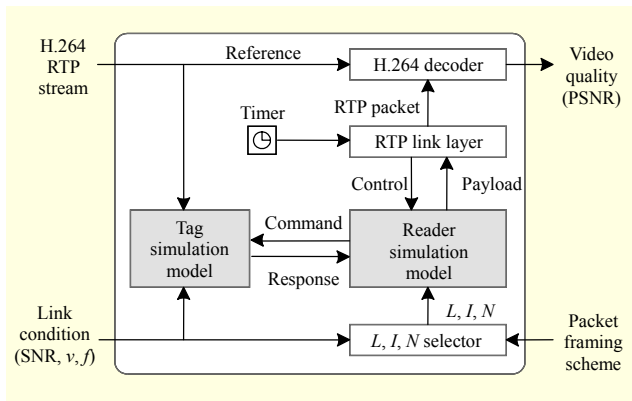 H.264
RTP
stream
Reference
H.264 decoder
Video
quality
(PSNR)
RTP packet
Timer
RTP link layer
Control
Payload
Tag
simulation
model
Command
Response
Reader
simulation
model
Link
condition
(SNR, v, f)
L, I, N
L, I, N selector
Packet
framing
scheme